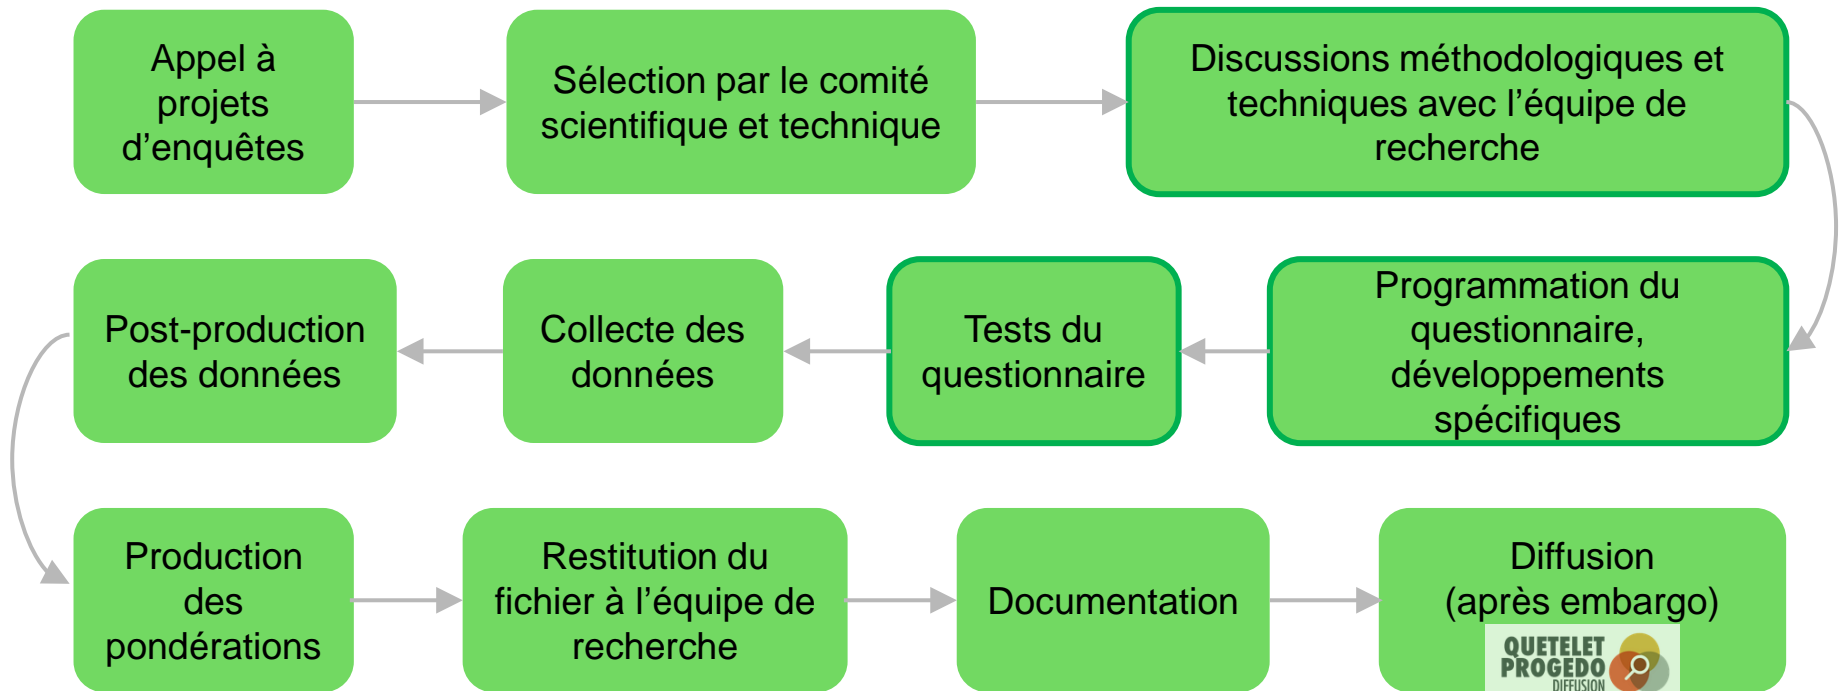 Appel à
projets
d’enquêtes
Sélection par le comité
scientifique et technique
Discussions méthodologiques et
techniques avec l’équipe de
recherche
Programmation du
questionnaire,
développements
spécifiques
Tests du
questionnaire
Collecte des
données
Post-production
des données
Production
des
pondérations
Restitution du
fichier à l’équipe de
recherche
Documentation
Diffusion
(après embargo)
QUETELET
PROGEDO
DIFFUSION